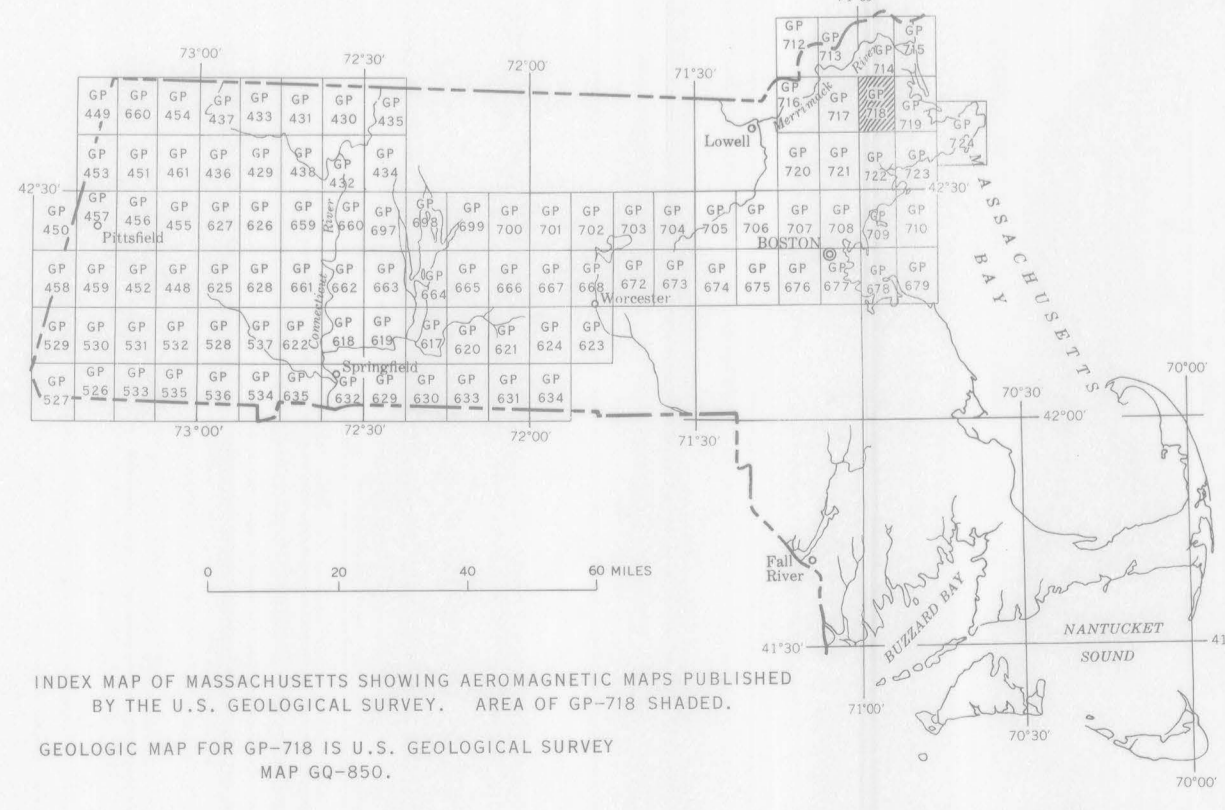 73°00'
72°30'
72°00'
71°30'
GP 712
GP 713
GP 714
GP 715
GP 449
GP 660
GP 454
GP 437
GP 433
GP 431
GP 430
GP 435
GP 716
GP 717
GP 718
GP 719
GP 724
Merrimack River
Lowell
GP 453
GP 451
GP 461
GP 436
GP 429
GP 438
GP 432
GP 434
GP 720
GP 721
GP 722
GP 723
42°30'
42°30'
GP 450
GP 457
GP 456
GP 455
GP 627
GP 626
GP 659
GP 660
GP 697
GP 698
GP 699
GP 700
GP 701
GP 702
GP 703
GP 704
GP 705
GP 706
GP 707
GP 708
GP 709
GP 710
Pittsfield
BOSTON
GP 458
GP 459
GP 452
GP 448
GP 625
GP 628
GP 661
GP 662
GP 663
GP 664
GP 665
GP 666
GP 667
GP 668
GP 672
GP 673
GP 674
GP 675
GP 676
GP 677
GP 678
GP 679
Worcester
Connecticut River
GP 529
GP 530
GP 531
GP 532
GP 528
GP 537
GP 622
GP 618
GP 619
GP 617
GP 620
GP 621
GP 624
GP 623
Springfield
GP 527
GP 526
GP 533
GP 535
GP 536
GP 534
GP 635
GP 632
GP 629
GP 630
GP 633
GP 631
GP 634
73°00'
72°30'
72°00'
71°30'
MASSACHUSETTS
BAY
70°30'
70°00'
42°00'
0 20 40 60 MILES
Fall
River
BUZZARD BAY
41°30'
NANTUCKET
SOUND
71°00'
70°30'
70°00'
INDEX MAP OF MASSACHUSETTS SHOWING AEROMAGNETIC MAPS PUBLISHED
BY THE U.S. GEOLOGICAL SURVEY. AREA OF GP-718 SHADED.
GEOLOGIC MAP FOR GP-718 IS U.S. GEOLOGICAL SURVEY
MAP GQ-850.